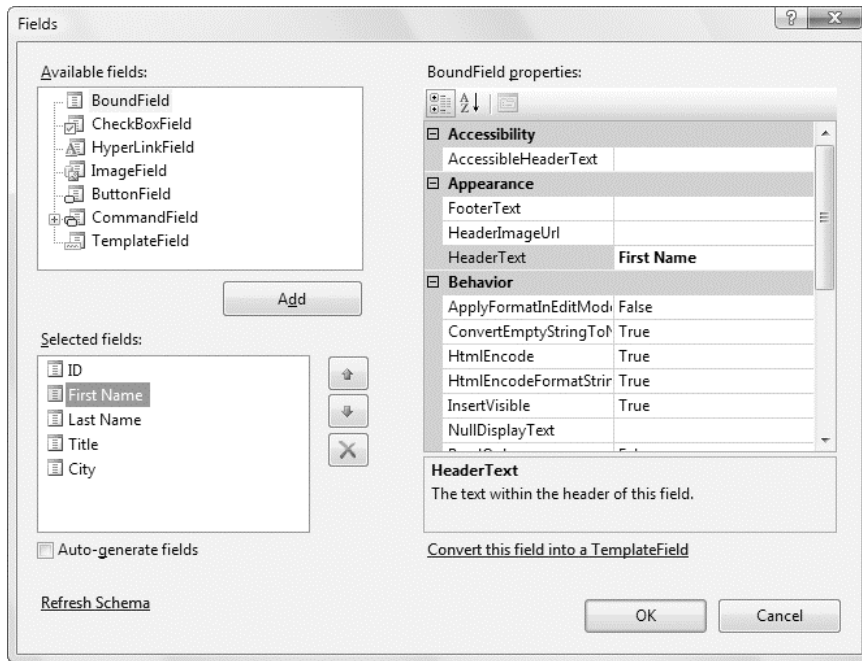 Fields
Available fields:
BoundField
CheckBoxField
HyperLinkField
ImageField
ButtonField
CommandField
TemplateField
Add
Selected fields:
ID
First Name
Last Name
Title
City
Auto-generate fields
Refresh Schema
BoundField properties:
Accessibility
AccessibleHeaderText
Appearance
FooterText
HeaderImageUrl
HeaderText First Name
Behavior
ApplyFormatInEditMod False
ConvertEmptyStringToN True
HtmlEncode True
HtmlEncodeFormatStrin True
InsertVisible True
NullDisplayText
HeaderText
The text within the header of this field.
Convert this field into a TemplateField
OK Cancel